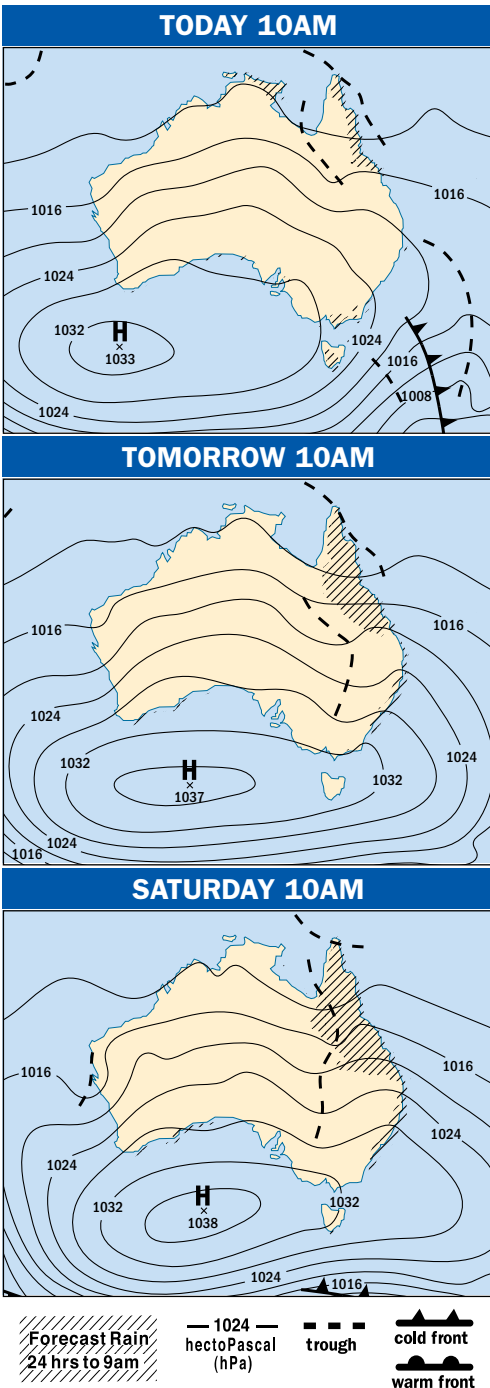 TODAY 10AM
1016
1016
1024
1032
H
1033
1024
1016
1008
1024
TOMORROW 10AM
1016
1016
1024
1024
1032
H
1037
1032
1024
1016
SATURDAY 10AM
1016
1016
1024
1024
1032
H
1038
1032
1024
1016
Forecast Rain
24 hrs to 9am
1024
hectoPascal
(hPa)
trough
cold front
warm front